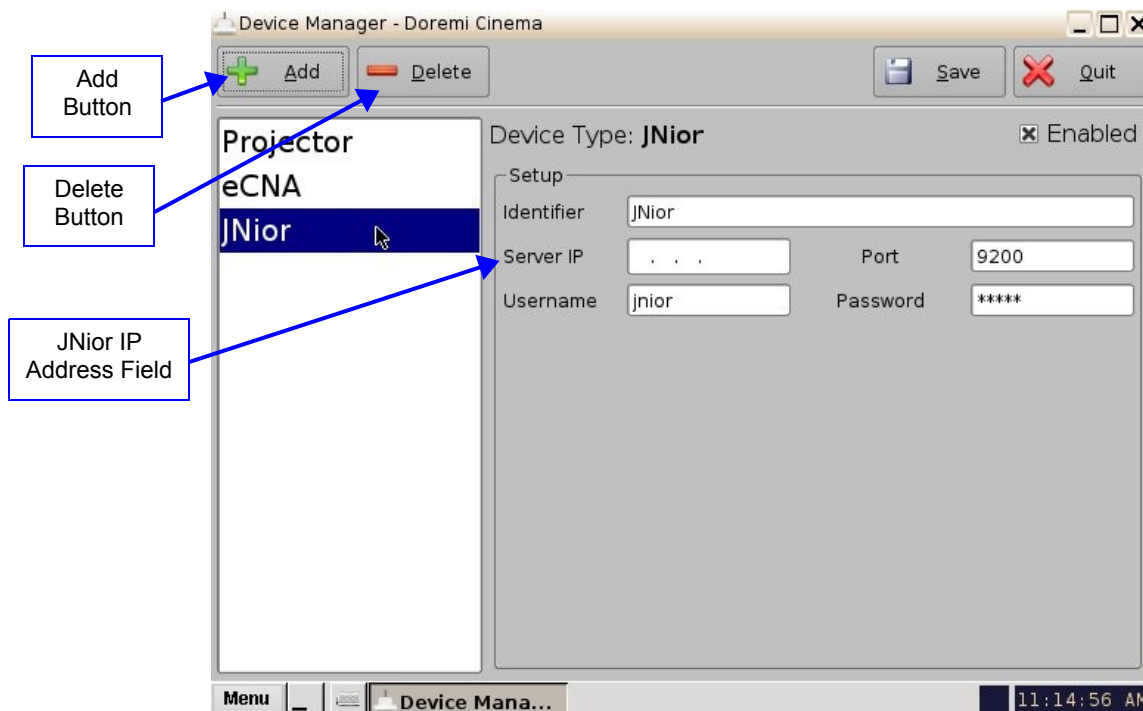 Device Manager - Doremi Cinema
Add
Button
Add
Delete
Save
Quit
Delete
Button
Projector
eCNA
JNior
Device Type: JNior
Enabled
Setup
Identifier
JNior
Server IP
. . .
Port
9200
Username
jnior
Password
*****
JNior IP
Address Field
Menu
_
Device Mana...
11:14:56 AM